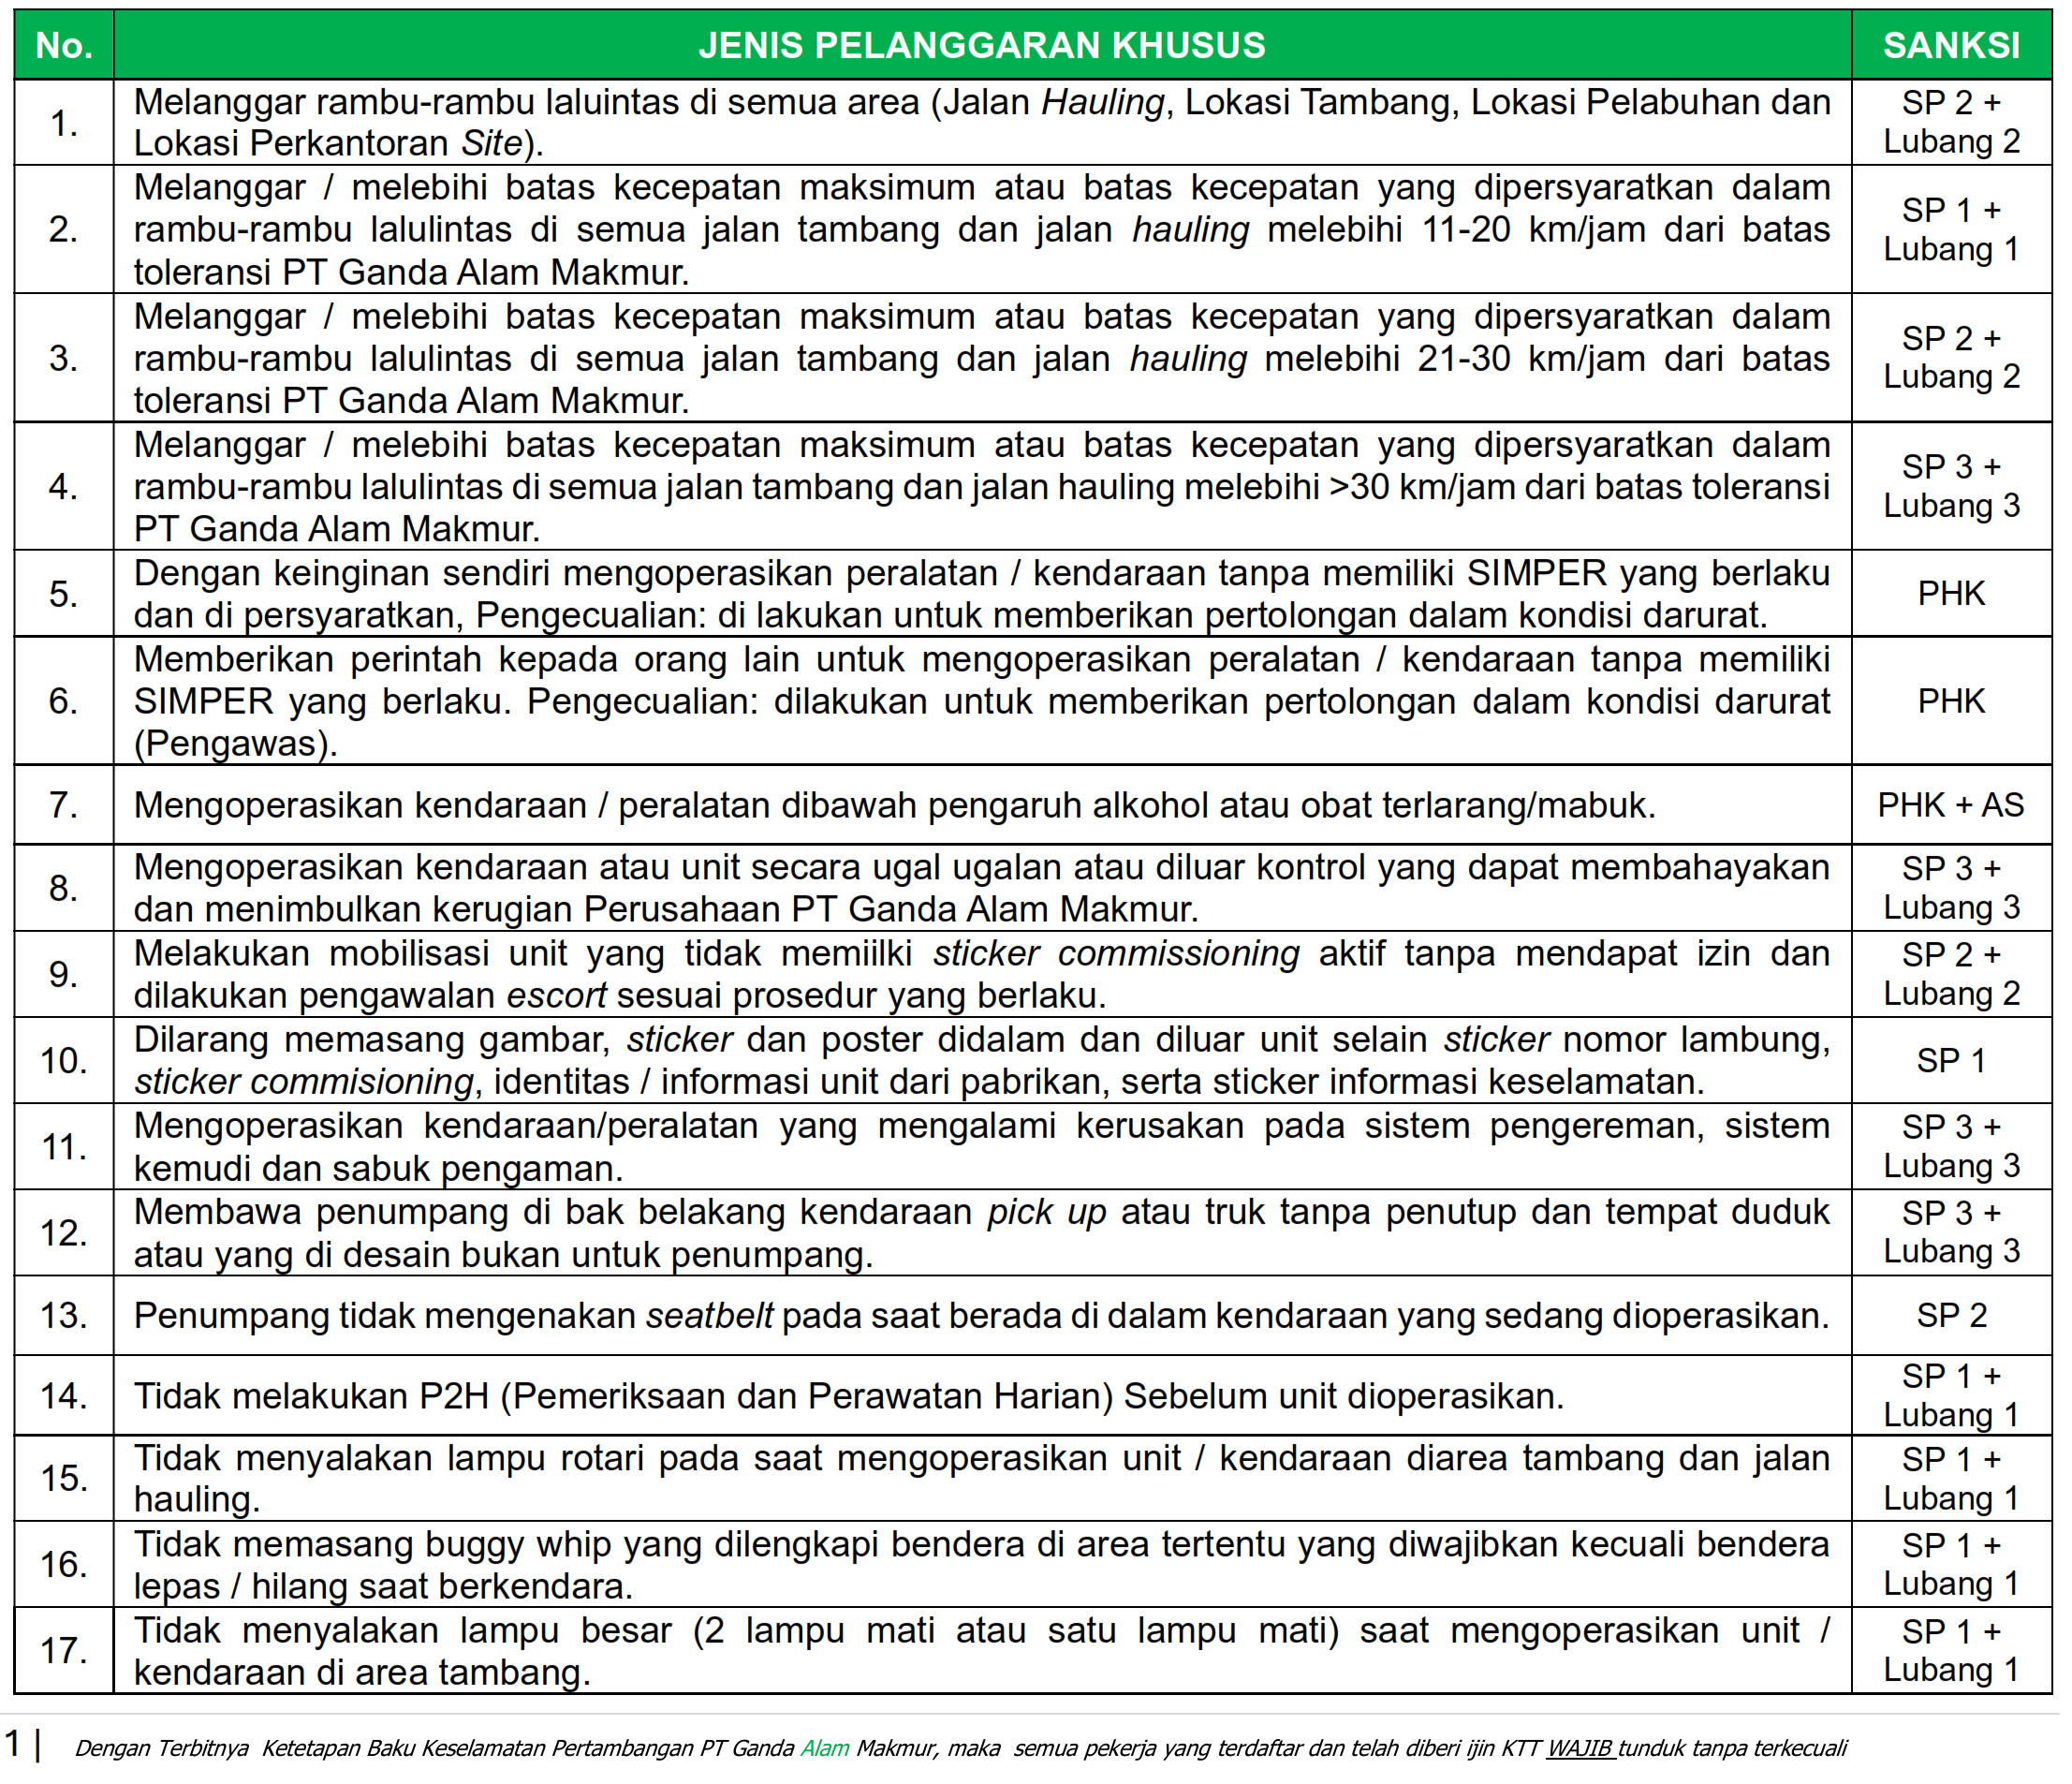 No. JENIS PELANGGARAN KHUSUS SANKSI
1. Melanggar rambu-rambu laluintas di semua area (Jalan Hauling, Lokasi Tambang, Lokasi Pelabuhan dan
Lokasi Perkantoran Site).
SP 2 +
Lubang 2
2. Melanggar / melebihi batas kecepatan maksimum atau batas kecepatan yang dipersyaratkan dalam
rambu-rambu lalulintas di semua jalan tambang dan jalan hauling melebihi 11-20 km/jam dari batas
toleransi PT Ganda Alam Makmur.
SP 1 +
Lubang 1
3. Melanggar / melebihi batas kecepatan maksimum atau batas kecepatan yang dipersyaratkan dalam
rambu-rambu lalulintas di semua jalan tambang dan jalan hauling melebihi 21-30 km/jam dari batas
toleransi PT Ganda Alam Makmur.
SP 2 +
Lubang 2
4. Melanggar / melebihi batas kecepatan maksimum atau batas kecepatan yang dipersyaratkan dalam
rambu-rambu lalulintas di semua jalan tambang dan jalan hauling melebihi >30 km/jam dari batas toleransi
PT Ganda Alam Makmur.
SP 3 +
Lubang 3
5. Dengan keinginan sendiri mengoperasikan peralatan / kendaraan tanpa memiliki SIMPER yang berlaku
dan di persyaratkan, Pengecualian: di lakukan untuk memberikan pertolongan dalam kondisi darurat.
PHK
6. Memberikan perintah kepada orang lain untuk mengoperasikan peralatan / kendaraan tanpa memiliki
SIMPER yang berlaku. Pengecualian: dilakukan untuk memberikan pertolongan dalam kondisi darurat
(Pengawas).
PHK
7. Mengoperasikan kendaraan / peralatan dibawah pengaruh alkohol atau obat terlarang/mabuk.
PHK + AS
8. Mengoperasikan kendaraan atau unit secara ugal ugalan atau diluar kontrol yang dapat membahayakan
dan menimbulkan kerugian Perusahaan PT Ganda Alam Makmur.
SP 3 +
Lubang 3
9. Melakukan mobilisasi unit yang tidak memiilki sticker commissioning aktif tanpa mendapat izin dan
dilakukan pengawalan escort sesuai prosedur yang berlaku.
SP 2 +
Lubang 2
10. Dilarang memasang gambar, sticker dan poster didalam dan diluar unit selain sticker nomor lambung,
sticker commisioning, identitas / informasi unit dari pabrikan, serta sticker informasi keselamatan.
SP 1
11. Mengoperasikan kendaraan/peralatan yang mengalami kerusakan pada sistem pengereman, sistem
kemudi dan sabuk pengaman.
SP 3 +
Lubang 3
12. Membawa penumpang di bak belakang kendaraan pick up atau truk tanpa penutup dan tempat duduk
atau yang di desain bukan untuk penumpang.
SP 3 +
Lubang 3
13. Penumpang tidak mengenakan seatbelt pada saat berada di dalam kendaraan yang sedang dioperasikan.
SP 2
14. Tidak melakukan P2H (Pemeriksaan dan Perawatan Harian) Sebelum unit dioperasikan.
SP 1 +
Lubang 1
15. Tidak menyalakan lampu rotari pada saat mengoperasikan unit / kendaraan diarea tambang dan jalan
hauling.
SP 1 +
Lubang 1
16. Tidak memasang buggy whip yang dilengkapi bendera di area tertentu yang diwajibkan kecuali bendera
lepas / hilang saat berkendara.
SP 1 +
Lubang 1
17. Tidak menyalakan lampu besar (2 lampu mati atau satu lampu mati) saat mengoperasikan unit /
kendaraan di area tambang.
SP 1 +
Lubang 1
1 | Dengan Terbitnya Ketetapan Baku Keselamatan Pertambangan PT Ganda Alam Makmur, maka semua pekerja yang terdaftar dan telah diberi ijin KTT WAJIB tunduk tanpa terkecuali